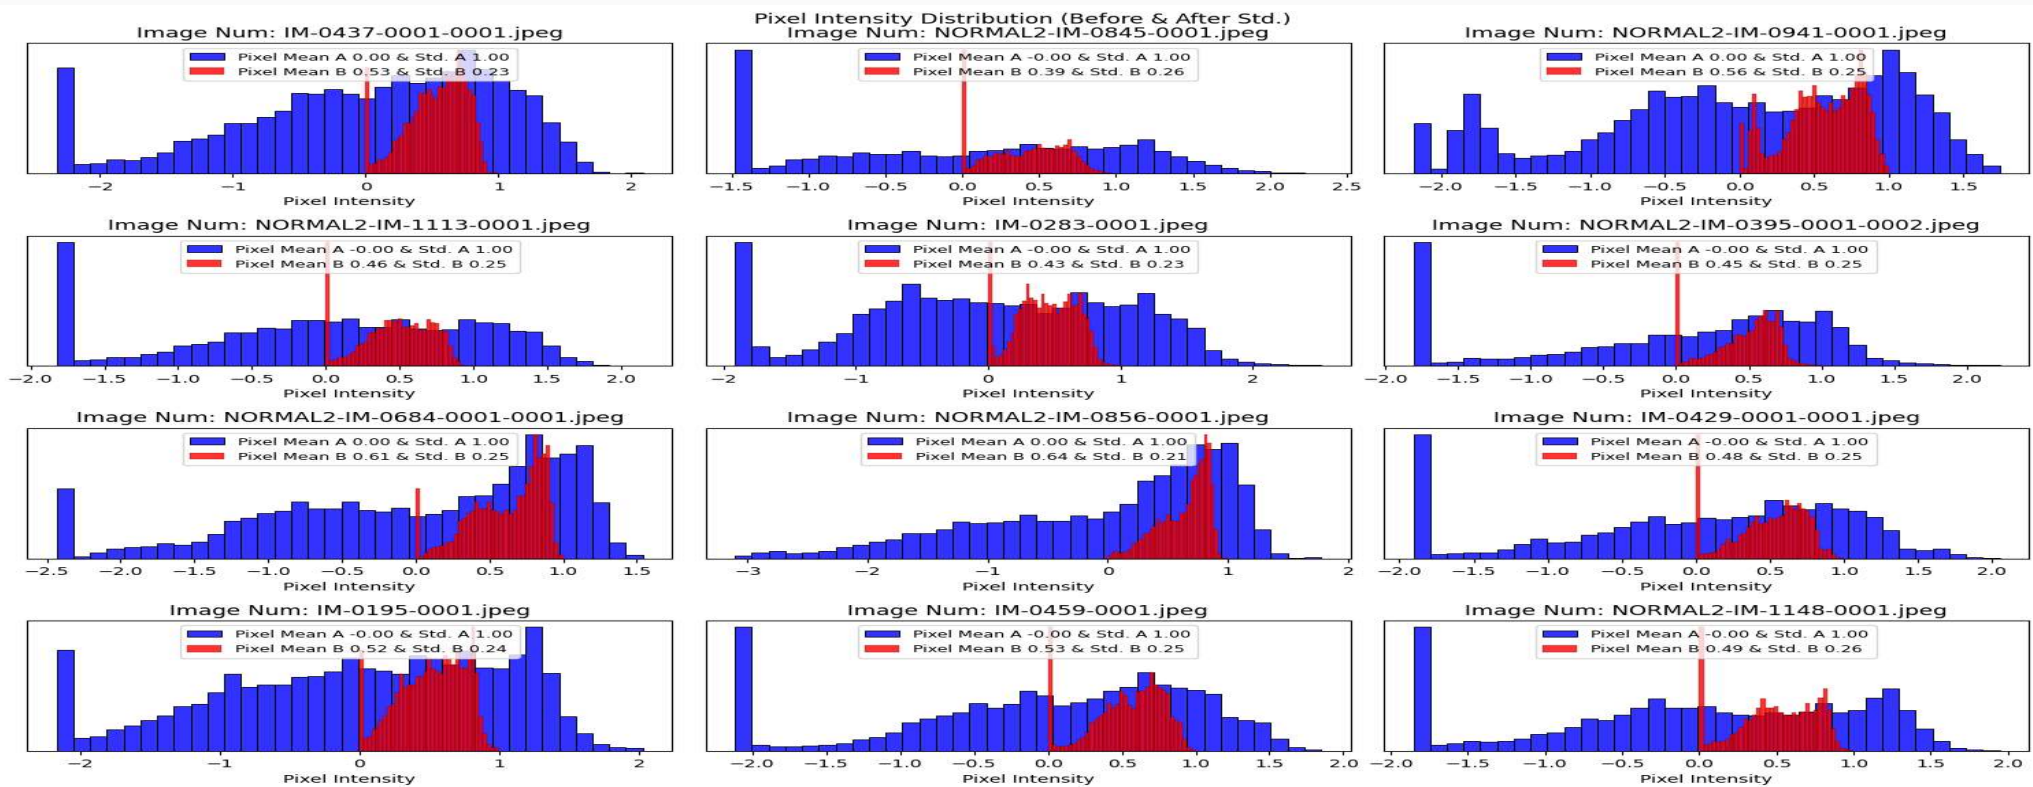 Pixel Intensity Distribution (Before & After Std.)
Image Num: IM-0437-0001-0001.jpeg
Pixel Mean A 0.00 & Std. A 1.00
Pixel Mean B 0.53 & Std. B 0.23
−2 −1 0 1 2
Pixel Intensity
Image Num: NORMAL2-IM-0845-0001.jpeg
Pixel Mean A -0.00 & Std. A 1.00
Pixel Mean B 0.39 & Std. B 0.26
−1.5 −1.0 −0.5 0.0 0.5 1.0 1.5 2.0 2.5
Pixel Intensity
Image Num: NORMAL2-IM-0941-0001.jpeg
Pixel Mean A 0.00 & Std. A 1.00
Pixel Mean B 0.56 & Std. B 0.25
−2.0 −1.5 −1.0 −0.5 0.0 0.5 1.0 1.5
Pixel Intensity
Image Num: NORMAL2-IM-1113-0001.jpeg
Pixel Mean A -0.00 & Std. A 1.00
Pixel Mean B 0.46 & Std. B 0.25
−2.0 −1.5 −1.0 −0.5 0.0 0.5 1.0 1.5 2.0
Pixel Intensity
Image Num: IM-0283-0001.jpeg
Pixel Mean A -0.00 & Std. A 1.00
Pixel Mean B 0.43 & Std. B 0.23
−2 −1 0 1 2
Pixel Intensity
Image Num: NORMAL2-IM-0395-0001-0002.jpeg
Pixel Mean A -0.00 & Std. A 1.00
Pixel Mean B 0.45 & Std. B 0.25
−2.0 −1.5 −1.0 −0.5 0.0 0.5 1.0 1.5 2.0
Pixel Intensity
Image Num: NORMAL2-IM-0684-0001-0001.jpeg
Pixel Mean A 0.00 & Std. A 1.00
Pixel Mean B 0.61 & Std. B 0.25
−2.5 −2.0 −1.5 −1.0 −0.5 0.0 0.5 1.0 1.5
Pixel Intensity
Image Num: NORMAL2-IM-0856-0001.jpeg
Pixel Mean A 0.00 & Std. A 1.00
Pixel Mean B 0.64 & Std. B 0.21
−3 −2 −1 0 1 2
Pixel Intensity
Image Num: IM-0429-0001-0001.jpeg
Pixel Mean A -0.00 & Std. A 1.00
Pixel Mean B 0.48 & Std. B 0.25
−2.0 −1.5 −1.0 −0.5 0.0 0.5 1.0 1.5 2.0
Pixel Intensity
Image Num: IM-0195-0001.jpeg
Pixel Mean A -0.00 & Std. A 1.00
Pixel Mean B 0.52 & Std. B 0.24
−2 −1 0 1 2
Pixel Intensity
Image Num: IM-0459-0001.jpeg
Pixel Mean A -0.00 & Std. A 1.00
Pixel Mean B 0.53 & Std. B 0.25
−2.0 −1.5 −1.0 −0.5 0.0 0.5 1.0 1.5 2.0
Pixel Intensity
Image Num: NORMAL2-IM-1148-0001.jpeg
Pixel Mean A -0.00 & Std. A 1.00
Pixel Mean B 0.49 & Std. B 0.26
−2.0 −1.5 −1.0 −0.5 0.0 0.5 1.0 1.5 2.0
Pixel Intensity